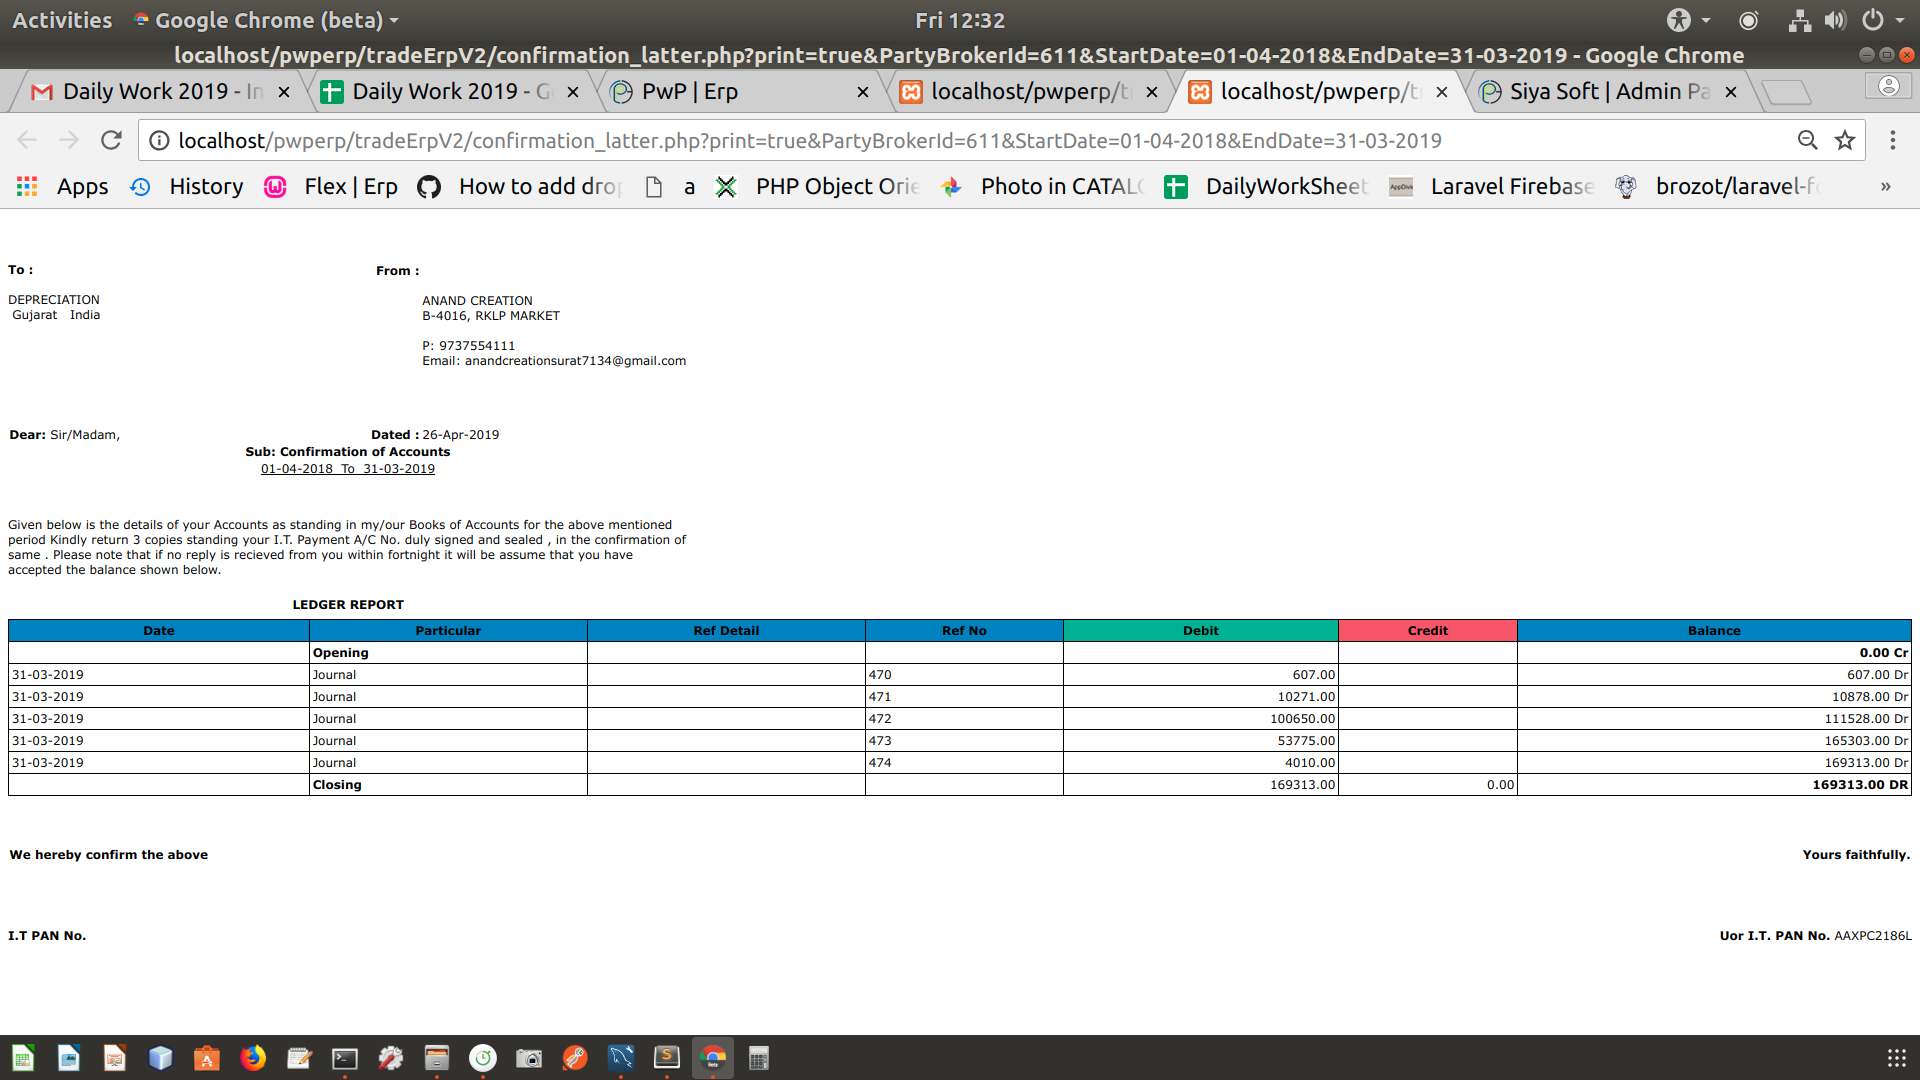 Activities Google Chrome (beta) Fri 12:32
localhost/pwperp/tradeErpV2/confirmation_latter.php?print=true&PartyBrokerId=611&StartDate=01-04-2018&EndDate=31-03-2019 - Google Chrome
Daily Work 2019 - In Daily Work 2019 - G PwP | Erp localhost/pwperp/t localhost/pwperp/t Siya Soft | Admin Pa
localhost/pwperp/tradeErpV2/confirmation_latter.php?print=true&PartyBrokerId=611&StartDate=01-04-2018&EndDate=31-03-2019
Apps History Flex | Erp How to add drop a PHP Object Orie Photo in CATALO DailyWorkSheet Laravel Firebase brozot/laravel-f »
To : From :
DEPRECIATION
Gujarat India
ANAND CREATION
B-4016, RKLP MARKET
P: 9737554111
Email: anandcreationsurat7134@gmail.com
Dear: Sir/Madam, Dated : 26-Apr-2019
Sub: Confirmation of Accounts
01-04-2018 To 31-03-2019
Given below is the details of your Accounts as standing in my/our Books of Accounts for the above mentioned
period Kindly return 3 copies standing your I.T. Payment A/C No. duly signed and sealed , in the confirmation of
same . Please note that if no reply is recieved from you within fortnight it will be assume that you have
accepted the balance shown below.
LEDGER REPORT
Date Particular Ref Detail Ref No Debit Credit Balance
Opening 0.00 Cr
31-03-2019 Journal 470 607.00 607.00 Dr
31-03-2019 Journal 471 10271.00 10878.00 Dr
31-03-2019 Journal 472 100650.00 111528.00 Dr
31-03-2019 Journal 473 53775.00 165303.00 Dr
31-03-2019 Journal 474 4010.00 169313.00 Dr
Closing 169313.00 0.00 169313.00 DR
We hereby confirm the above Yours faithfully.
I.T PAN No. Uor I.T. PAN No. AAXPC2186L